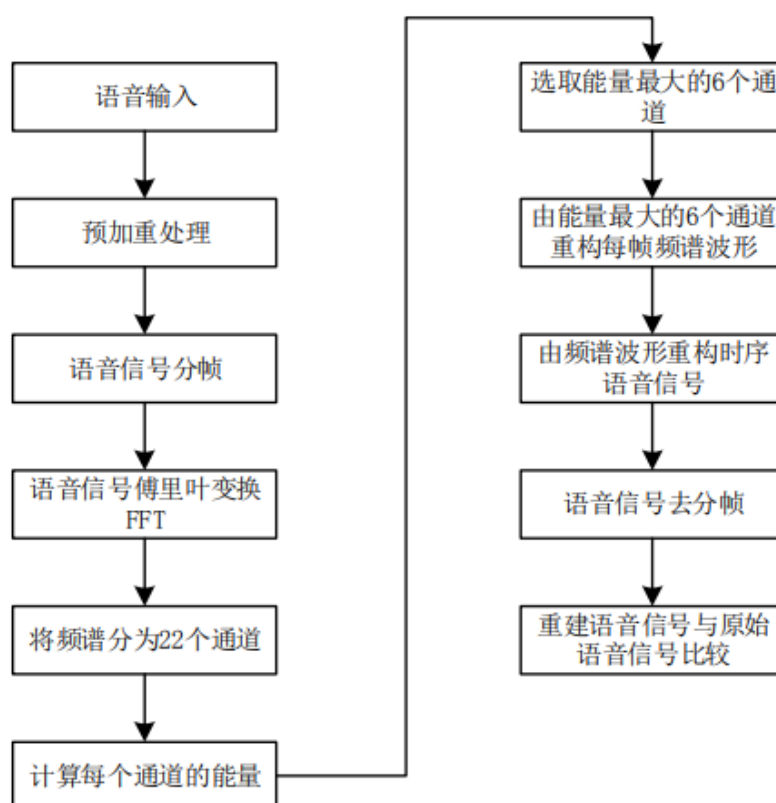 语音输入
预加重处理
语音信号分帧
语音信号傅里叶变换
FFT
将频谱分为22个通道
计算每个通道的能量
选取能量最大的6个通
道
由能量最大的6个通道
重构每帧频谱波形
由频谱波形重构时序
语音信号
语音信号去分帧
重建语音信号与原始
语音信号比较